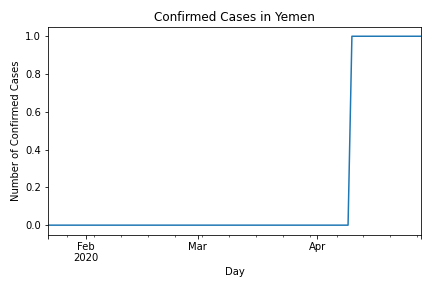 Confirmed Cases in Yemen
1.0
0.8
0.6
0.4
0.2
0.0
Number of Confirmed Cases
Feb
2020
Mar
Apr
Day